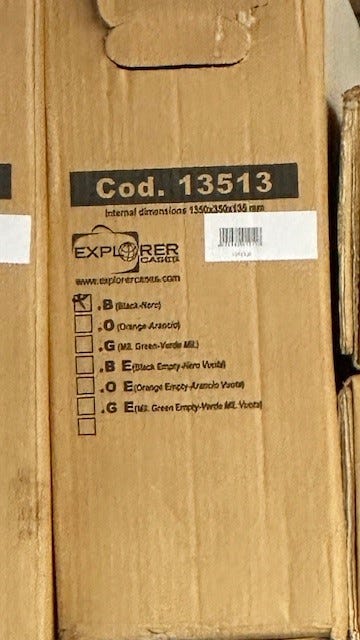 Cod. 13513
Internal dimensions 1350x350x135 mm
EXPLORER
CASES
www.explorercases.com
.B (Black-Nero)
.O (Orange-Arancio)
.G (Mil. Green-Verde Mil.)
.B E (Black Empty-Nero Vuota)
.O E (Orange Empty-Arancio Vuota)
.G E (Mil. Green Empty-Verde Mil. Vuota)